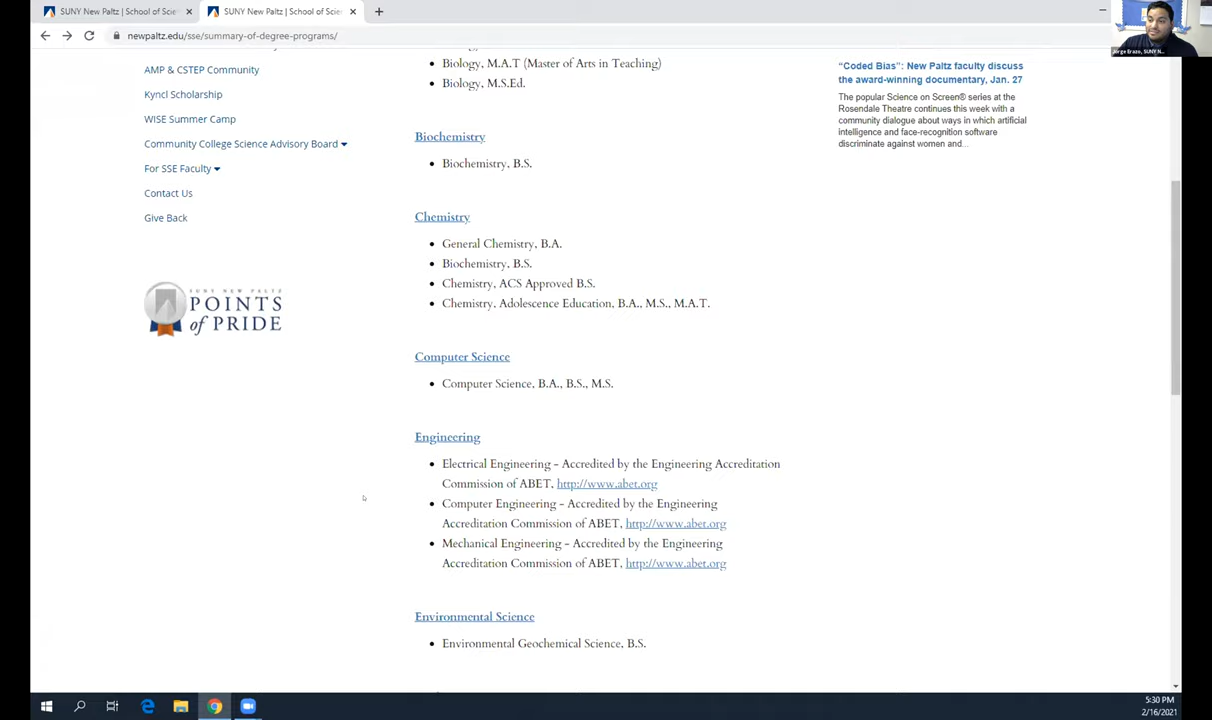 SUNY New Paltz | School of Scie
SUNY New Paltz | School of Scie
newpaltz.edu/sse/summary-of-degree-programs/
Jorge Erazo, SUNY N...
AMP & CSTEP Community
Kyncl Scholarship
WISE Summer Camp
Community College Science Advisory Board
For SSE Faculty
Contact Us
Give Back
SUNY NEW PALTZ
POINTS
of PRIDE
Biology, M.A.T (Master of Arts in Teaching)
Biology, M.S.Ed.
Biochemistry
Biochemistry, B.S.
Chemistry
General Chemistry, B.A.
Biochemistry, B.S.
Chemistry, ACS Approved B.S.
Chemistry, Adolescence Education, B.A., M.S., M.A.T.
Computer Science
Computer Science, B.A., B.S., M.S.
Engineering
Electrical Engineering - Accredited by the Engineering Accreditation
Commission of ABET, http://www.abet.org
Computer Engineering - Accredited by the Engineering
Accreditation Commission of ABET, http://www.abet.org
Mechanical Engineering - Accredited by the Engineering
Accreditation Commission of ABET, http://www.abet.org
Environmental Science
Environmental Geochemical Science, B.S.
“Coded Bias”: New Paltz faculty discuss
the award-winning documentary, Jan. 27
The popular Science on Screen® series at the
Rosendale Theatre continues this week with a
community dialogue about ways in which artificial
intelligence and face-recognition software
discriminate against women and...
5:30 PM
2/16/2021